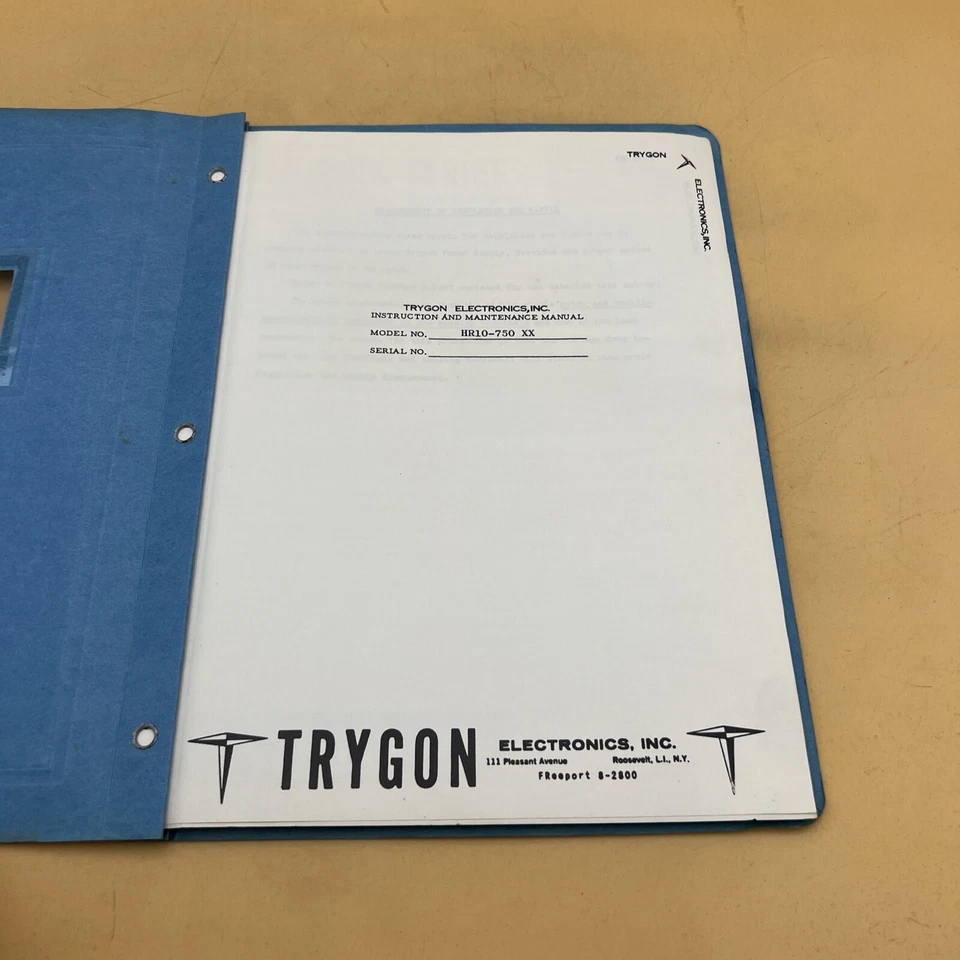 TRYGON
ELECTRONICS, INC.
TRYGON ELECTRONICS, INC.
INSTRUCTION AND MAINTENANCE MANUAL
MODEL NO. HR10-750 XX
SERIAL NO.
TRYGON ELECTRONICS, INC.
111 Pleasant Avenue Roosevelt, L.I., N.Y.
FReeport 8-2800